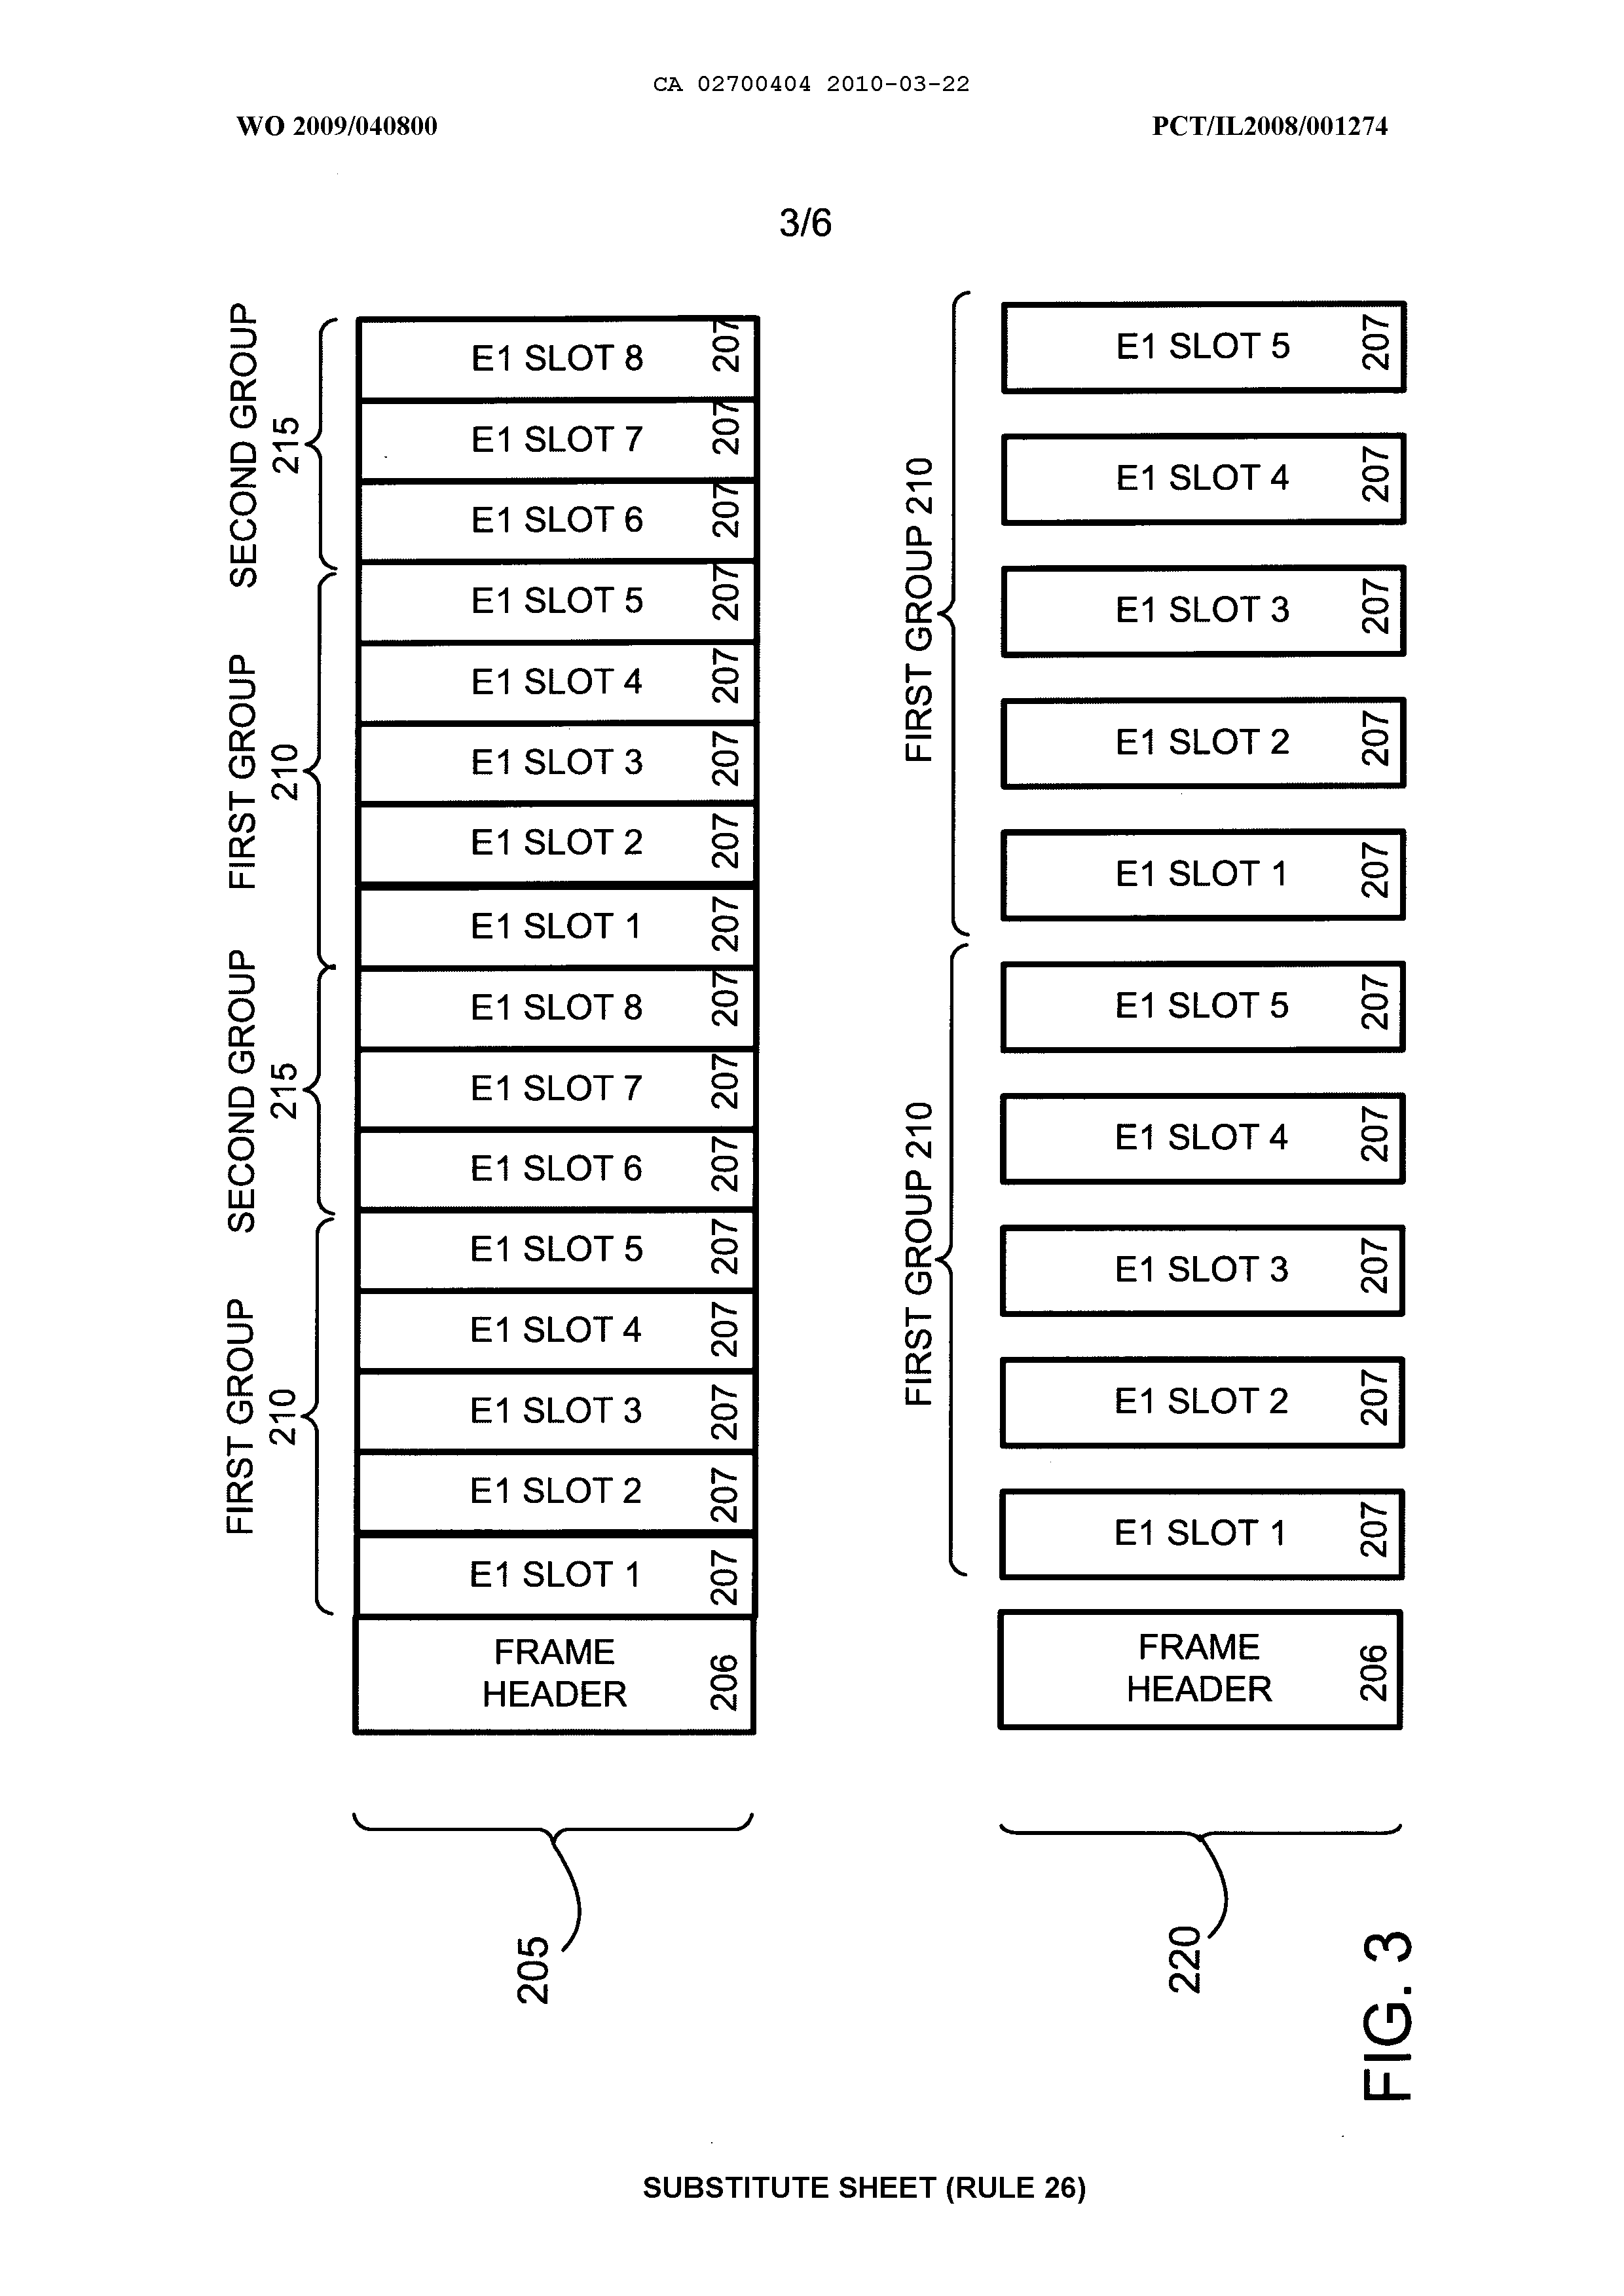 CA 02700404 2010-03-22
WO 2009/040800
PCT/IL2008/001274
3/6
SECOND GROUP
215
FIRST GROUP
210
SECOND GROUP
215
FIRST GROUP
210
E1 SLOT 8 207
E1 SLOT 7 207
E1 SLOT 6 207
E1 SLOT 5 207
E1 SLOT 4 207
E1 SLOT 3 207
E1 SLOT 2 207
E1 SLOT 1 207
E1 SLOT 8 207
E1 SLOT 7 207
E1 SLOT 6 207
E1 SLOT 5 207
E1 SLOT 4 207
E1 SLOT 3 207
E1 SLOT 2 207
E1 SLOT 1 207
FRAME
HEADER
206
205
FIRST GROUP 210
FIRST GROUP 210
E1 SLOT 5 207
E1 SLOT 4 207
E1 SLOT 3 207
E1 SLOT 2 207
E1 SLOT 1 207
E1 SLOT 5 207
E1 SLOT 4 207
E1 SLOT 3 207
E1 SLOT 2 207
E1 SLOT 1 207
FRAME
HEADER
206
220
FIG. 3
SUBSTITUTE SHEET (RULE 26)